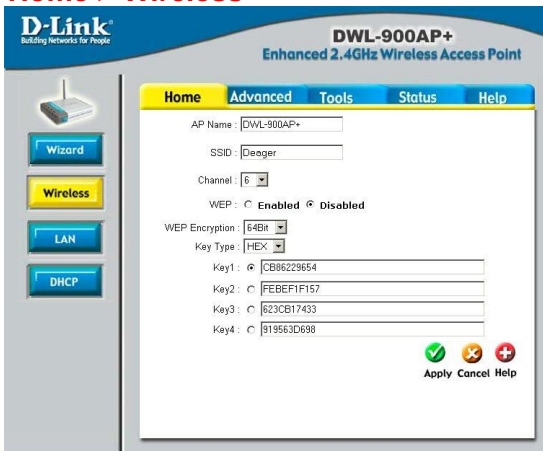 D-Link®
Building Networks for People
DWL-900AP+
Enhanced 2.4GHz Wireless Access Point
Home Advanced Tools Status Help
Wizard
Wireless
LAN
DHCP
AP Name : DWL-900AP+
SSID : Deager
Channel : 6
WEP : Enabled Disabled
WEP Encryption : 64Bit
Key Type : HEX
Key1 : CB86229654
Key2 : FEBEF1F157
Key3 : 623CB17433
Key4 : 919563D698
Apply Cancel Help